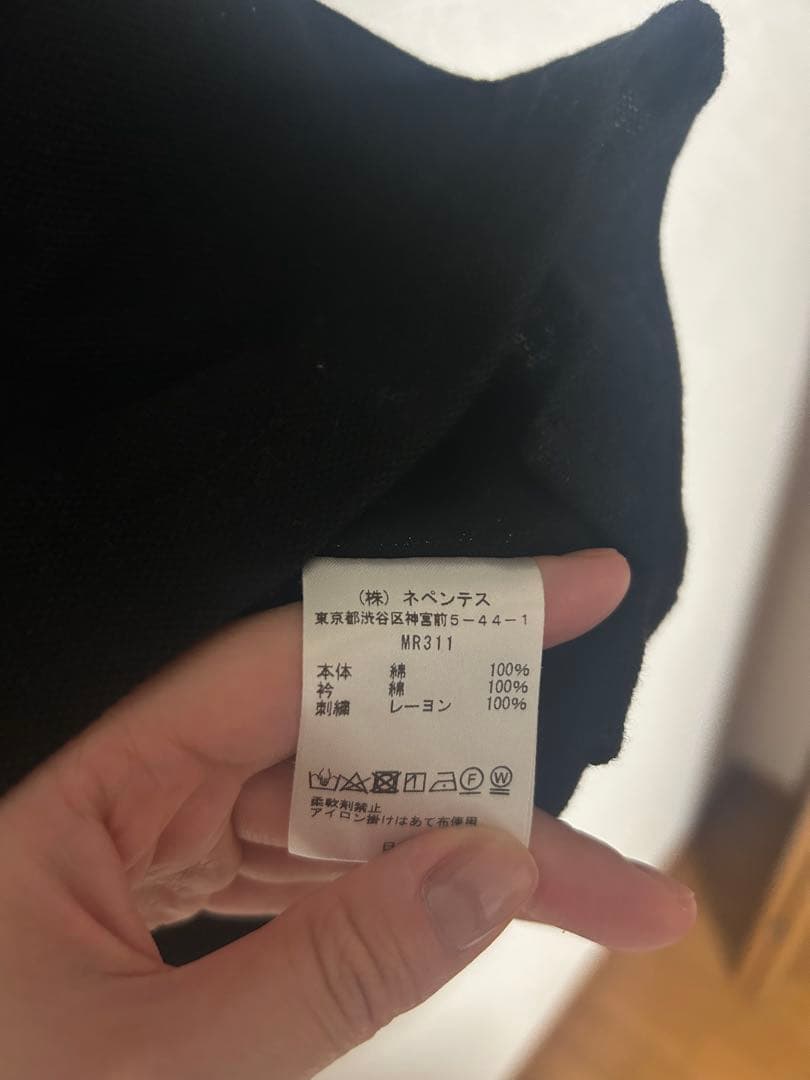 （株）ネペンテス
東京都渋谷区神宮前5－44－1
MR311
本体 綿 100%
衿 綿 100%
刺繍 レーヨン 100%
F W
柔軟剤禁止
アイロン掛けはあて布使用